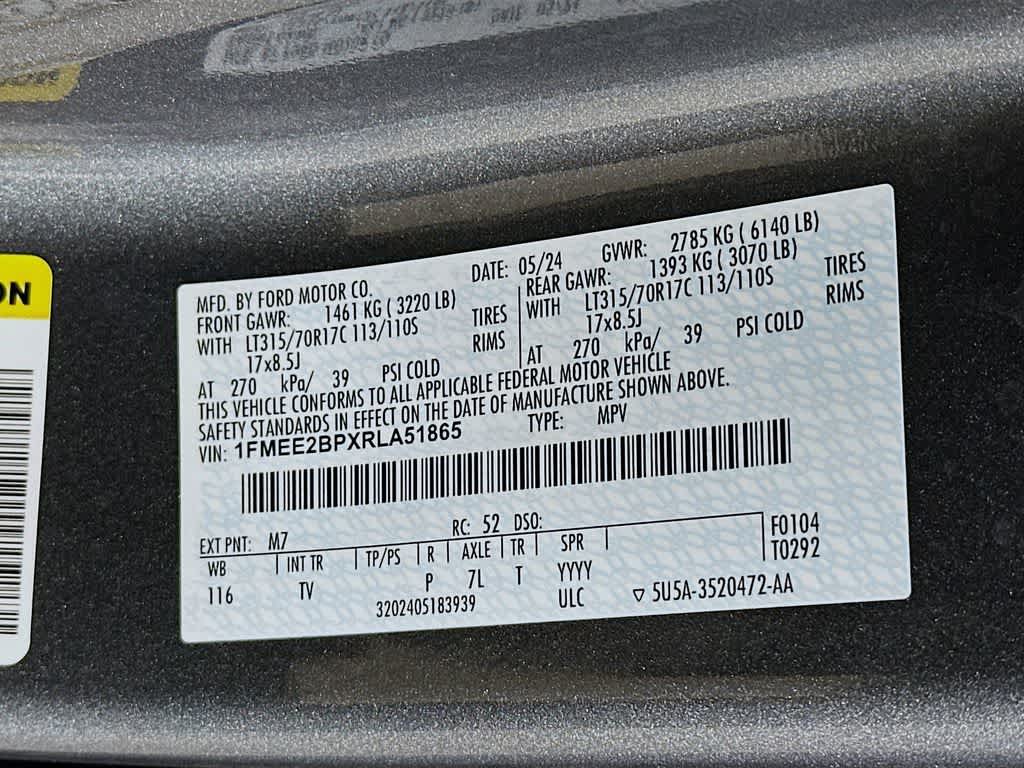 ON
MFD. BY FORD MOTOR CO. DATE: 05/24 GVWR: 2785 KG ( 6140 LB)
FRONT GAWR: 1461 KG ( 3220 LB) REAR GAWR: 1393 KG ( 3070 LB)
WITH LT315/70R17C 113/110S TIRES WITH LT315/70R17C 113/110S TIRES
17x8.5J RIMS 17x8.5J RIMS
AT 270 kPa/ 39 PSI COLD AT 270 kPa/ 39 PSI COLD
THIS VEHICLE CONFORMS TO ALL APPLICABLE FEDERAL MOTOR VEHICLE
SAFETY STANDARDS IN EFFECT ON THE DATE OF MANUFACTURE SHOWN ABOVE.
VIN: 1FMEE2BPXRLA51865 TYPE: MPV
EXT PNT: M7 RC: 52 DSO: F0104
WB INT TR TP/PS R AXLE TR SPR T0292
116 TV P 7L T YYYY
3202405183939 ULC ▽ 5U5A-3520472-AA